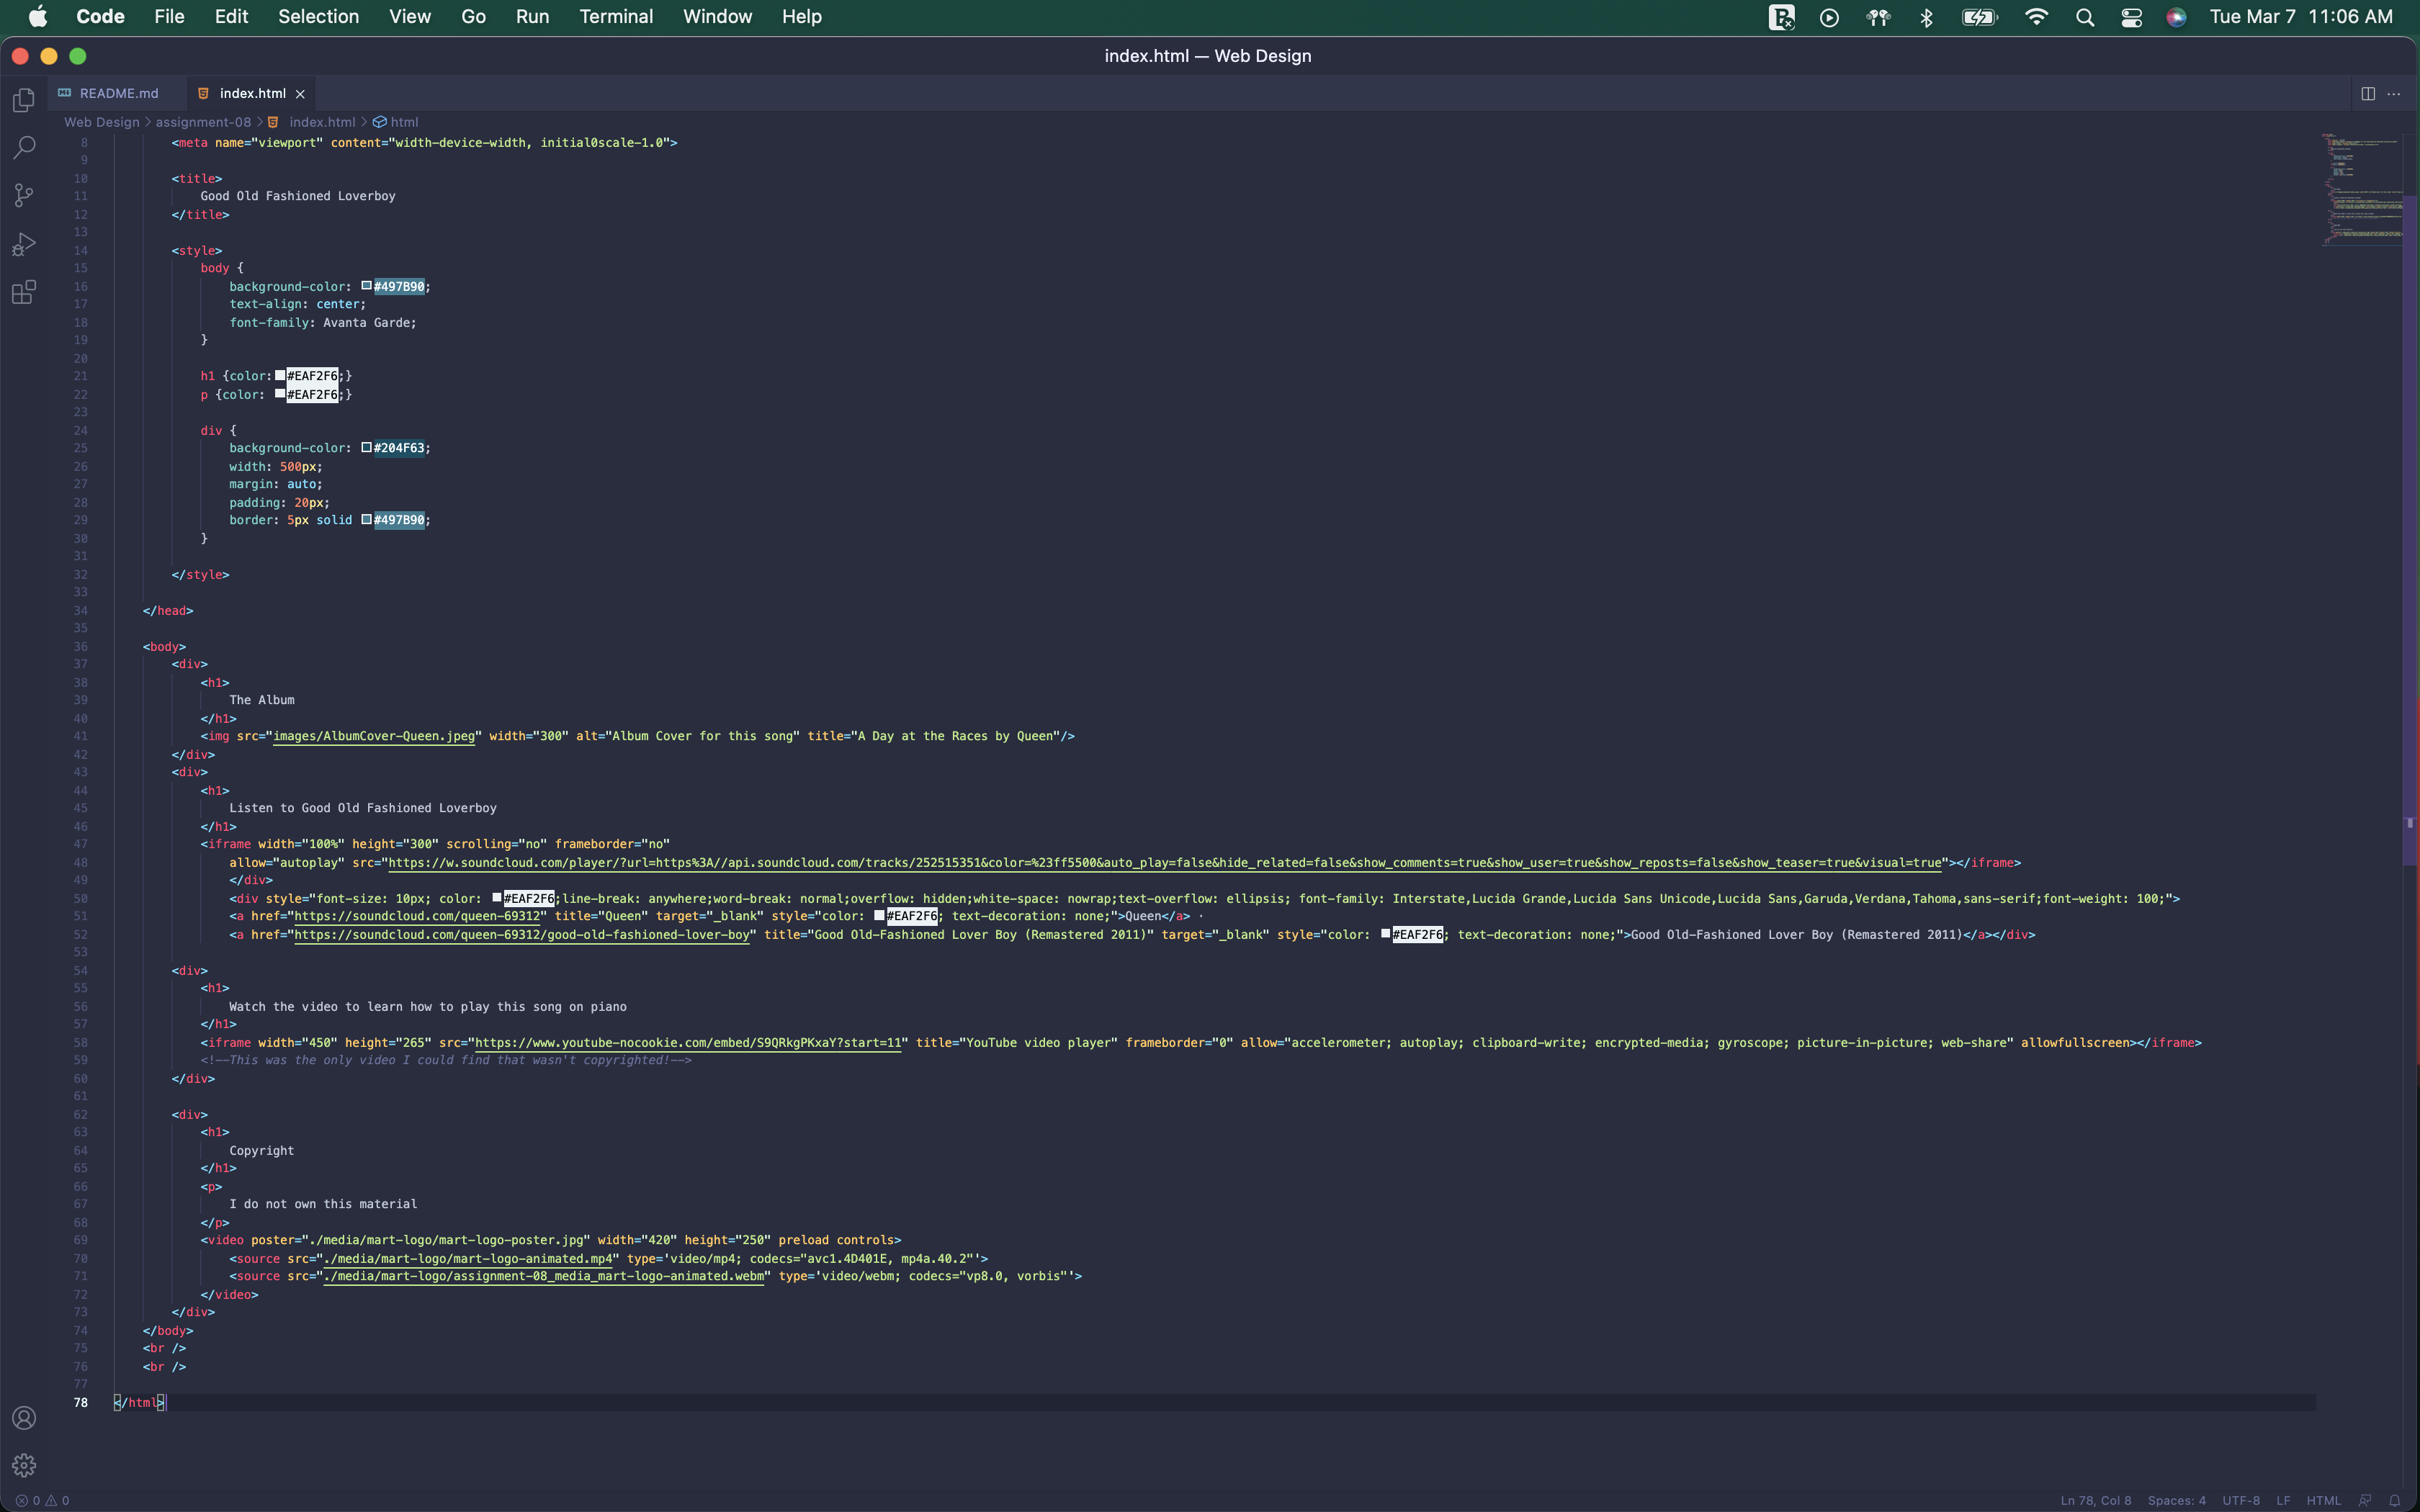 Code File Edit Selection View Go Run Terminal Window Help Tue Mar 7 11:06 AM
index.html — Web Design
README.md index.html
Web Design > assignment-08 > index.html > html
8 <meta name="viewport" content="width-device-width, initial0scale-1.0">
9
10 <title>
11 Good Old Fashioned Loverboy
12 </title>
13
14 <style>
15 body {
16 background-color: #497B90;
17 text-align: center;
18 font-family: Avanta Garde;
19 }
20
21 h1 {color: #EAF2F6;}
22 p {color: #EAF2F6;}
23
24 div {
25 background-color: #204F63;
26 width: 500px;
27 margin: auto;
28 padding: 20px;
29 border: 5px solid #497B90;
30 }
31
32 </style>
33
34 </head>
35
36 <body>
37 <div>
38 <h1>
39 The Album
40 </h1>
41 <img src="images/AlbumCover-Queen.jpeg" width="300" alt="Album Cover for this song" title="A Day at the Races by Queen"/>
42 </div>
43 <div>
44 <h1>
45 Listen to Good Old Fashioned Loverboy
46 </h1>
47 <iframe width="100%" height="300" scrolling="no" frameborder="no"
48 allow="autoplay" src="https://w.soundcloud.com/player/?url=https%3A//api.soundcloud.com/tracks/252515351&color=%23ff5500&auto_play=false&hide_related=false&show_comments=true&show_user=true&show_reposts=false&show_teaser=true&visual=true"></iframe>
49 </div>
50 <div style="font-size: 10px; color: #EAF2F6;line-break: anywhere;word-break: normal;overflow: hidden;white-space: nowrap;text-overflow: ellipsis; font-family: Interstate,Lucida Grande,Lucida Sans Unicode,Lucida Sans,Garuda,Verdana,Tahoma,sans-serif;font-weight: 100;">
51 <a href="https://soundcloud.com/queen-69312" title="Queen" target="_blank" style="color: #EAF2F6; text-decoration: none;">Queen</a> ·
52 <a href="https://soundcloud.com/queen-69312/good-old-fashioned-lover-boy" title="Good Old-Fashioned Lover Boy (Remastered 2011)" target="_blank" style="color: #EAF2F6; text-decoration: none;">Good Old-Fashioned Lover Boy (Remastered 2011)</a></div>
53
54 <div>
55 <h1>
56 Watch the video to learn how to play this song on piano
57 </h1>
58 <iframe width="450" height="265" src="https://www.youtube-nocookie.com/embed/S9QRkgPKxaY?start=11" title="YouTube video player" frameborder="0" allow="accelerometer; autoplay; clipboard-write; encrypted-media; gyroscope; picture-in-picture; web-share" allowfullscreen></iframe>
59 <!--This was the only video I could find that wasn't copyrighted!-->
60 </div>
61
62 <div>
63 <h1>
64 Copyright
65 </h1>
66 <p>
67 I do not own this material
68 </p>
69 <video poster="./media/mart-logo/mart-logo-poster.jpg" width="420" height="250" preload controls>
70 <source src="./media/mart-logo/mart-logo-animated.mp4" type='video/mp4; codecs="avc1.4D401E, mp4a.40.2"'>
71 <source src="./media/mart-logo/assignment-08_media_mart-logo-animated.webm" type='video/webm; codecs="vp8.0, vorbis"'>
72 </video>
73 </div>
74 </body>
75 <br />
76 <br />
77
78 </html>
0 0 Ln 78, Col 8 Spaces: 4 UTF-8 LF HTML